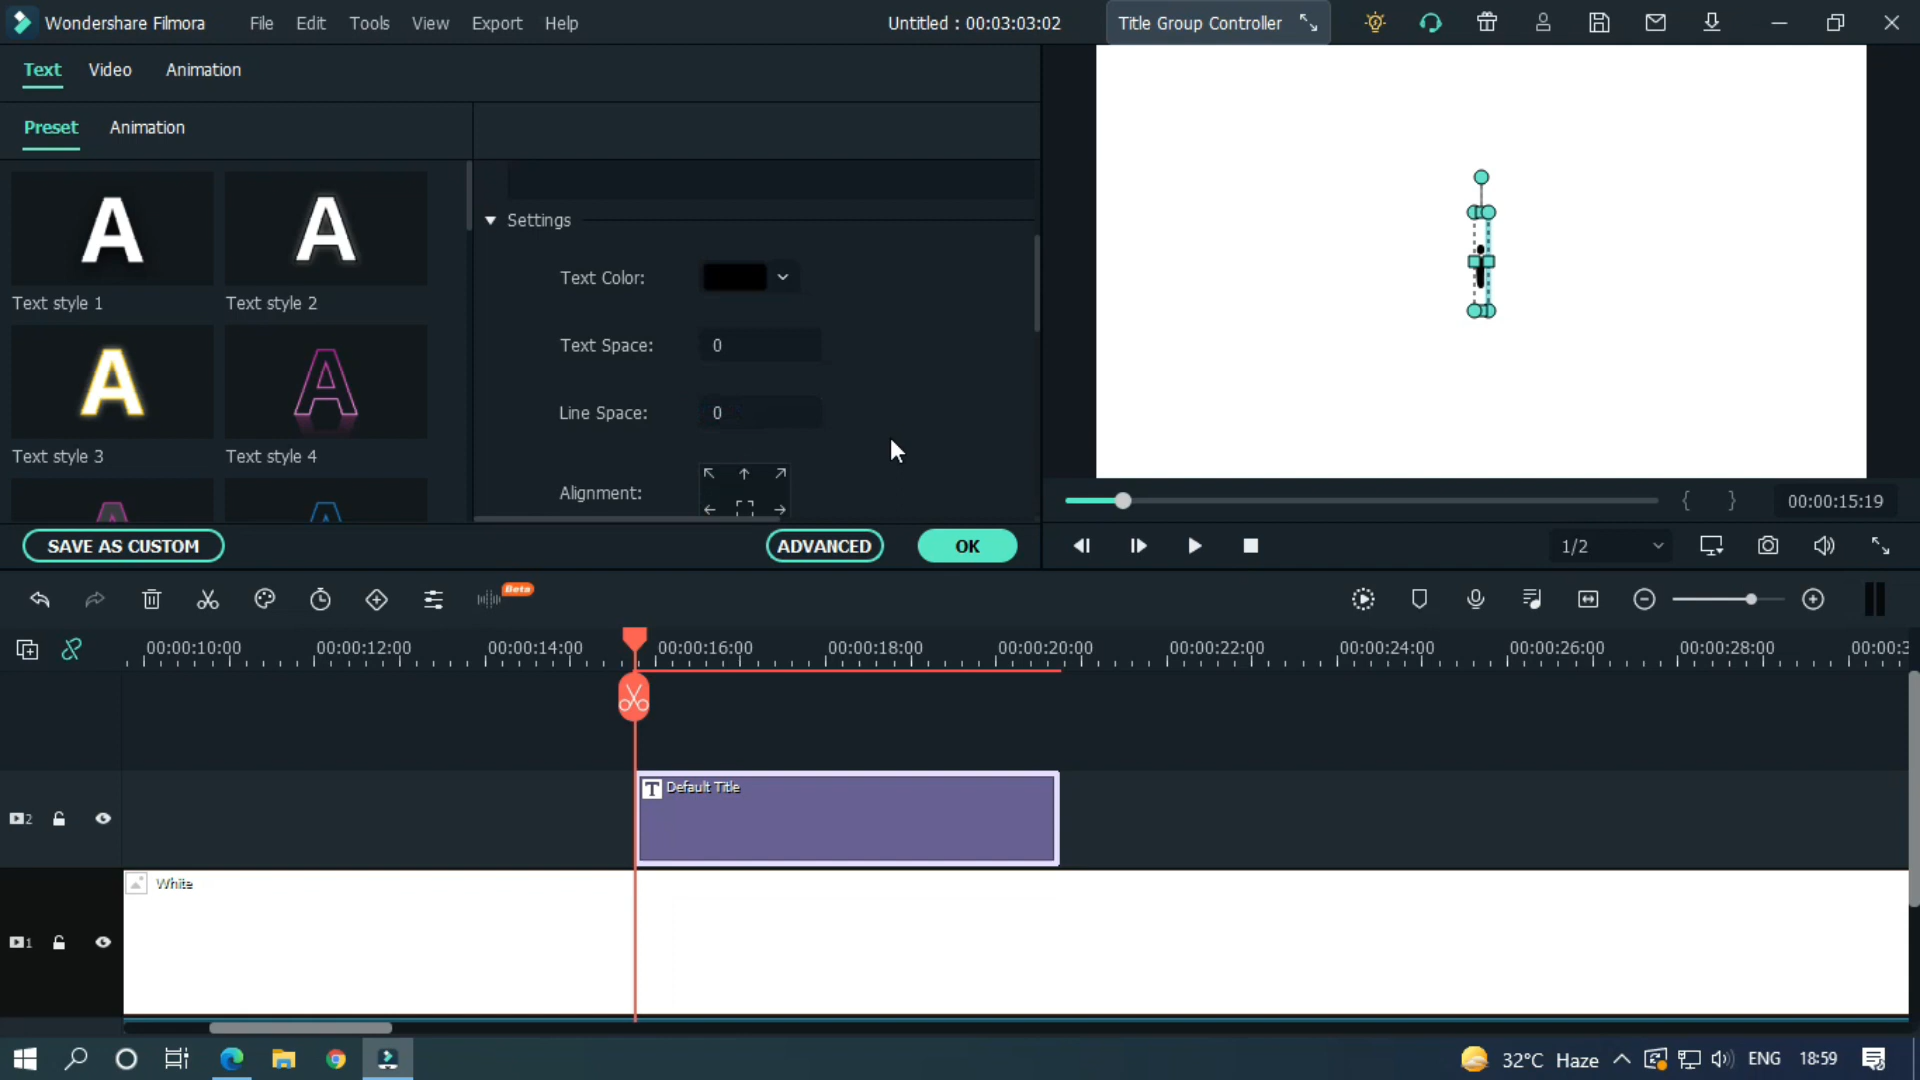 Wondershare Filmora File Edit Tools View Export Help Untitled : 00:03:03:02 Title Group Controller
Text Video Animation
Preset Animation
A A
Text style 1 Text style 2
A A
Text style 3 Text style 4
A A
Settings
Text Color:
Text Space: 0
Line Space: 0
Alignment:
i
00:00:15:19
SAVE AS CUSTOM ADVANCED OK
1/2
Beta
00:00:10:00 00:00:12:00 00:00:14:00 00:00:16:00 00:00:18:00 00:00:20:00 00:00:22:00 00:00:24:00 00:00:26:00 00:00:28:00 00:00:3
T Default Title
2
White
1
32°C Haze ENG 18:59